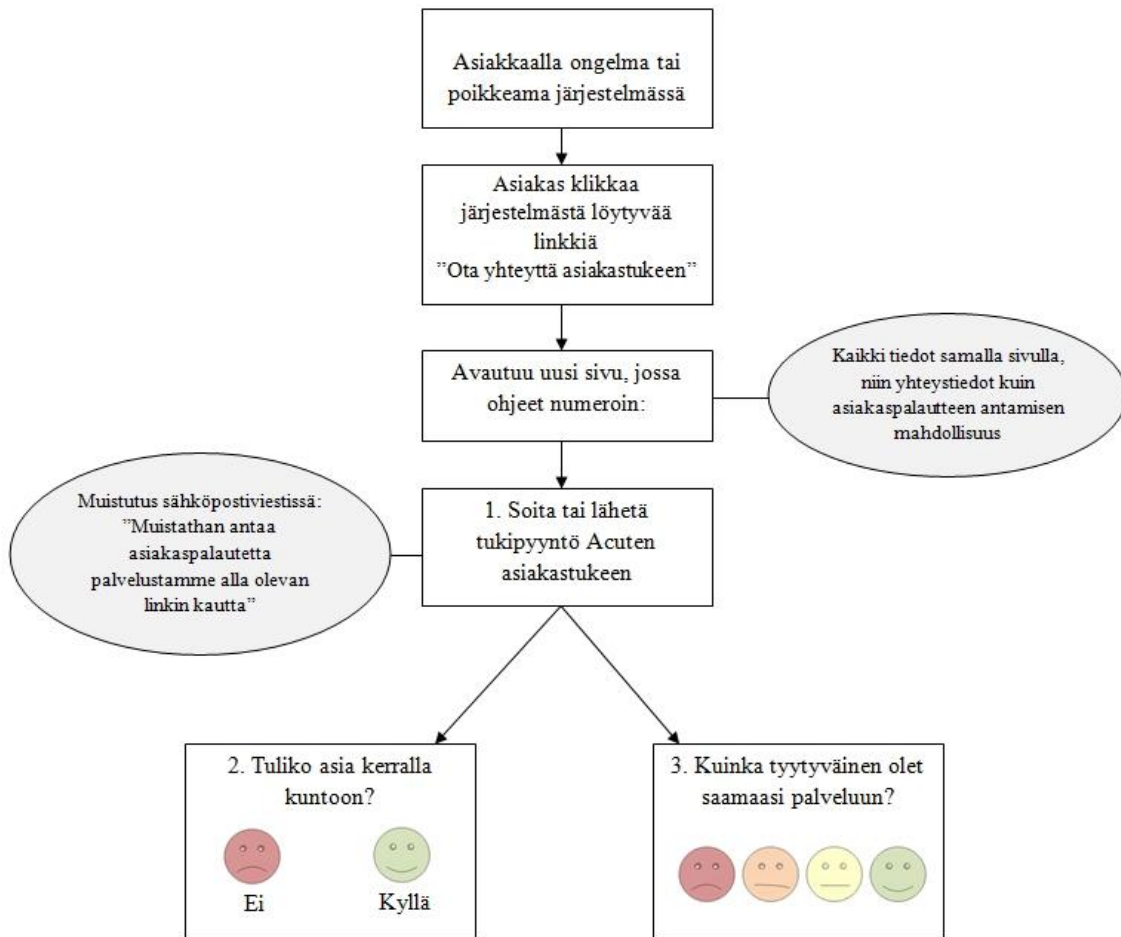 Asiakkaalla ongelma tai
poikkeama järjestelmässä
Asiakas klikkaa
järjestelmästä löytyvää
linkkiä
”Ota yhteyttä asiakastukeen”
Avautuu uusi sivu, jossa
ohjeet numeroin:
Kaikki tiedot samalla sivulla,
niin yhteystiedot kuin
asiakaspalautteen antamisen
mahdollisuus
1. Soita tai lähetä
tukipyyntö Acuten
asiakastukeen
Muistutus sähköpostiviestissä:
”Muistathan antaa
asiakaspalautetta
palvelustamme alla olevan
linkin kautta”
2. Tuliko asia kerralla
kuntoon?
Ei
Kyllä
3. Kuinka tyytyväinen olet
saamaasi palveluun?